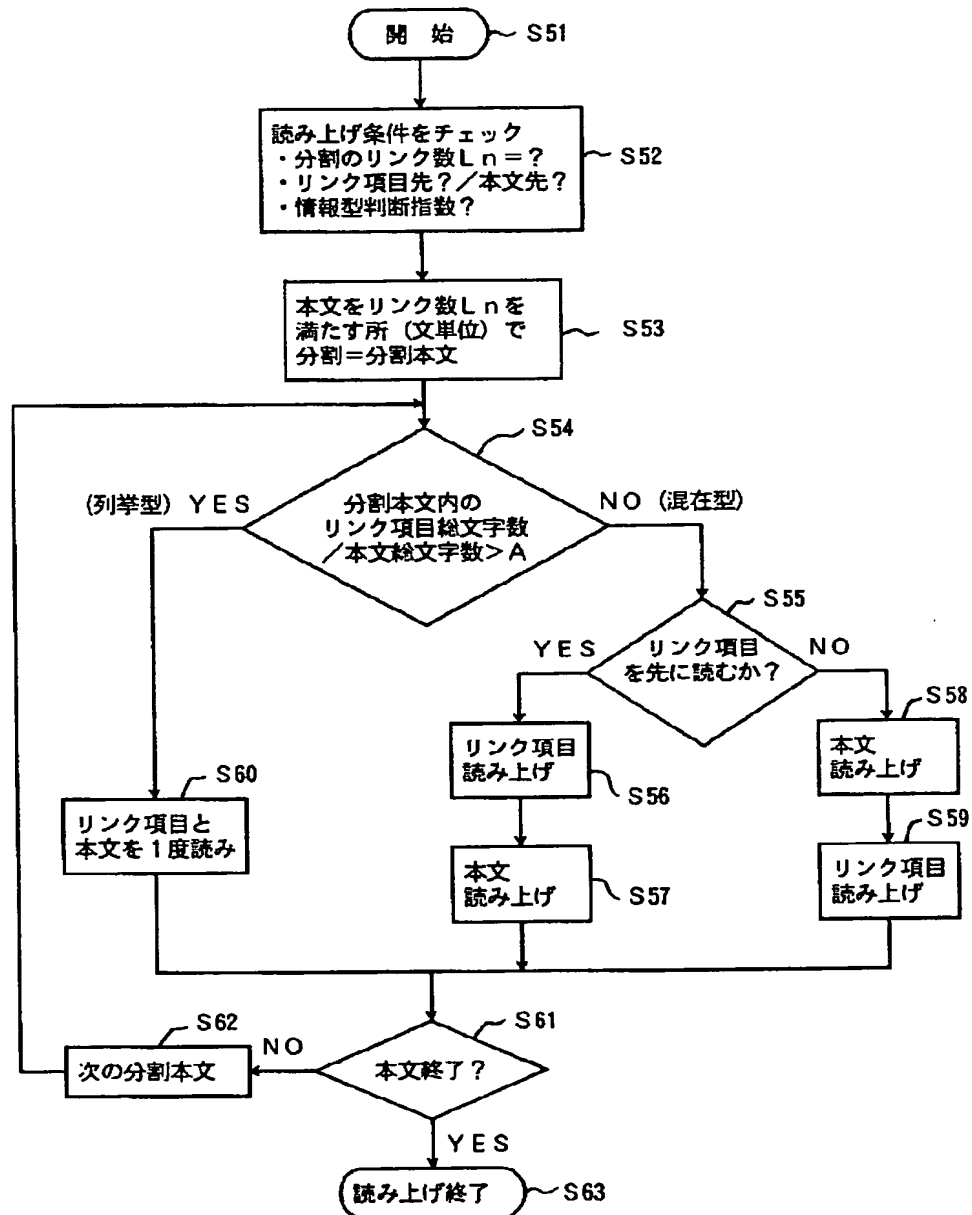 開 始
S51
読み上げ条件をチェック
・分割のリンク数Ln=?
・リンク項目先?/本文先?
・情報型判断指数?
S52
本文をリンク数Lnを
満たす所(文単位)で
分割=分割本文
S53
S54
(列挙型) YES
分割本文内の
リンク項目総文字数
/本文総文字数>A
NO (混在型)
S55
YES
リンク項目
を先に読むか?
NO
リンク項目
読み上げ
S56
S58
本文
読み上げ
S60
リンク項目と
本文を1度読み
本文
読み上げ
S57
S59
リンク項目
読み上げ
S62
次の分割本文
NO
S61
本文終了?
YES
読み上げ終了
S63